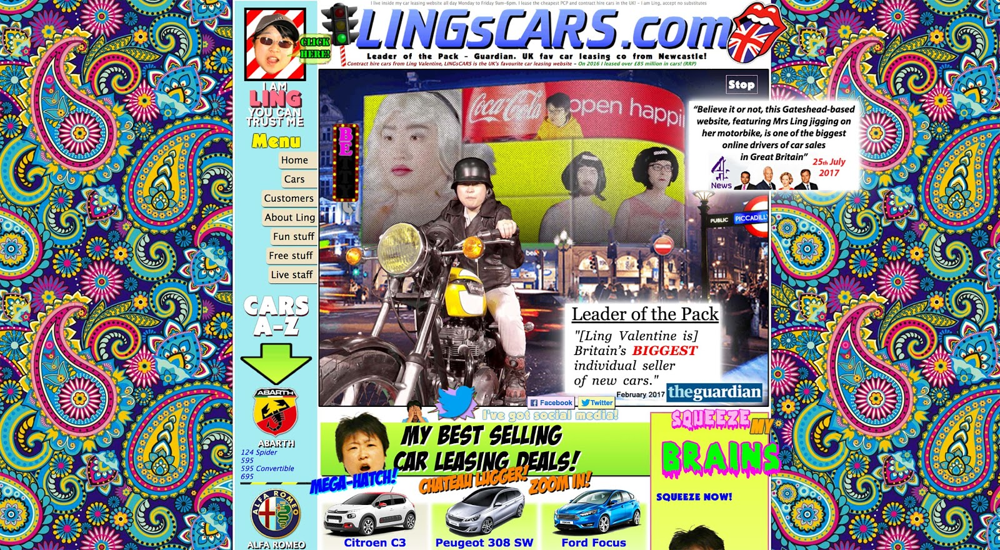 I live inside my car leasing website all day Monday to Friday 9am-6pm. I lease the cheapest PCP and contract hire cars in the UK! - I am Ling, accept no substitutes
LINGsCARS.com
Leader of the Pack - Guardian. UK fav car leasing co from Newcastle!
Contract hire cars from Ling Valentine, LINGsCARS is the UK's favourite car leasing website - On 2016 I leased over £85 million in cars! (RRP)
CLICK
HERE!
I AM
LING
YOU CAN
TRUST ME
Menu
Home
Cars
Customers
About Ling
Fun stuff
Free stuff
Live staff
CARS
A-Z
ABARTH
ABARTH
124 Spider
595
595 Convertible
695
ALFA ROMEO
ALFA ROMEO
Stop
BETTY
Coca-Cola
open happi
"Believe it or not, this Gateshead-based
website, featuring Mrs Ling jigging on
her motorbike, is one of the biggest
online drivers of car sales
in Great Britain"
25th July
2017
4
News
PUBLIC
PICCADILLY
Leader of the Pack
"[Ling Valentine is]
Britain's BIGGEST
individual seller
of new cars."
February 2017
theguardian
Facebook
Twitter
I've got social media!
MY BEST SELLING
CAR LEASING DEALS!
MEGA-HATCH!
CHATEAU LUGGER!
ZOOM IN!
Citroen C3
Peugeot 308 SW
Ford Focus
SQUEEZE
MY
BRAINS
SQUEEZE NOW!